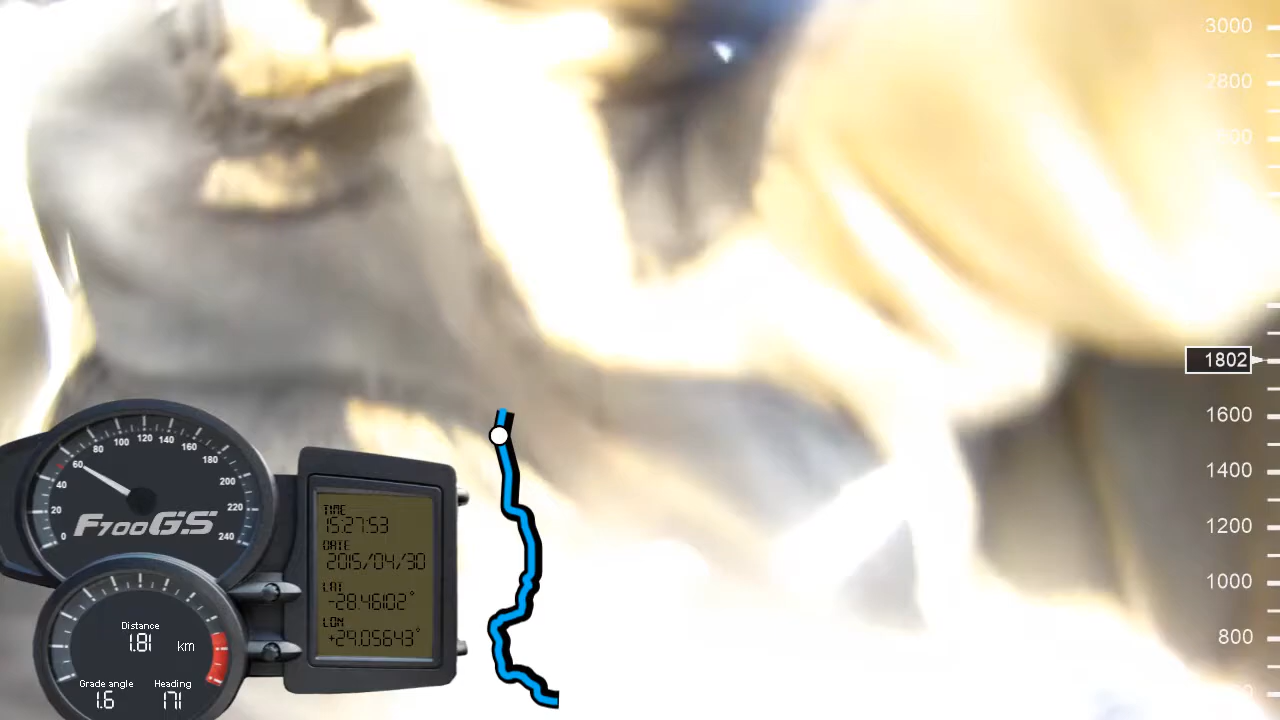 3000
2800
1802
1600
1400
1200
1000
800
0 20 40 60 80 100 120 140 160 180 200 220 240
F700GS
TIME
15:27:53
DATE
2015/04/30
LAT
-28.46102°
LON
+29.05643°
Distance
1.81 km
Grade angle Heading
1.6 171